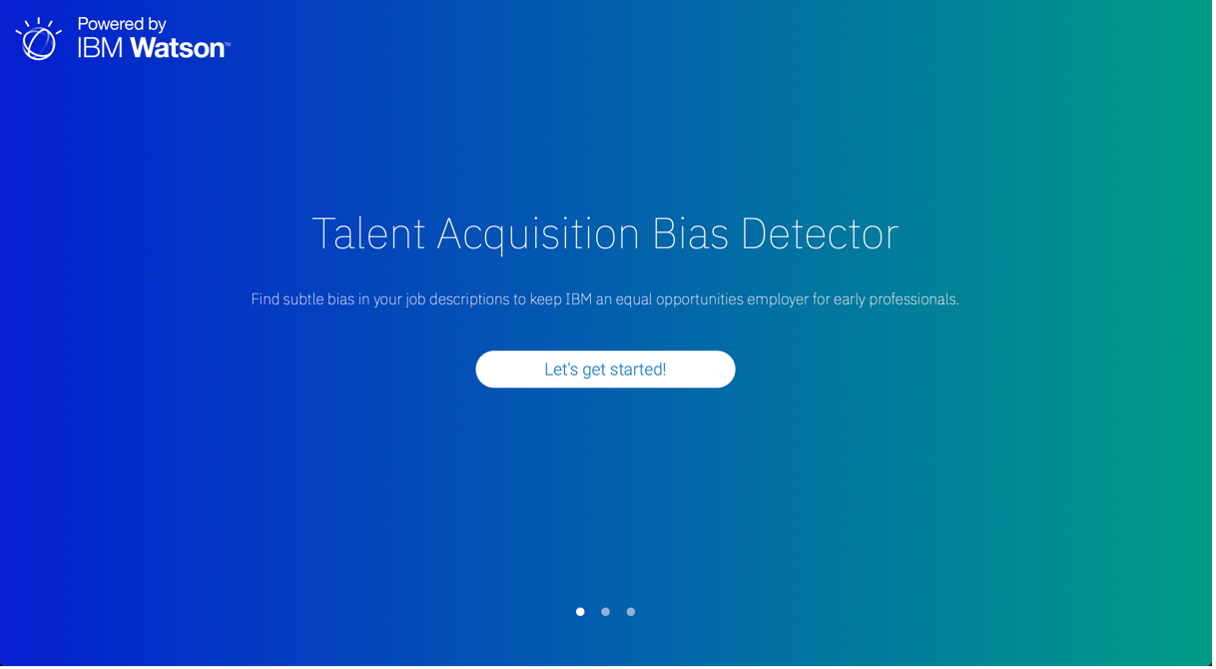 Powered by
IBM Watson™
Talent Acquisition Bias Detector
Find subtle bias in your job descriptions to keep IBM an equal opportunities employer for early professionals.
Let's get started!